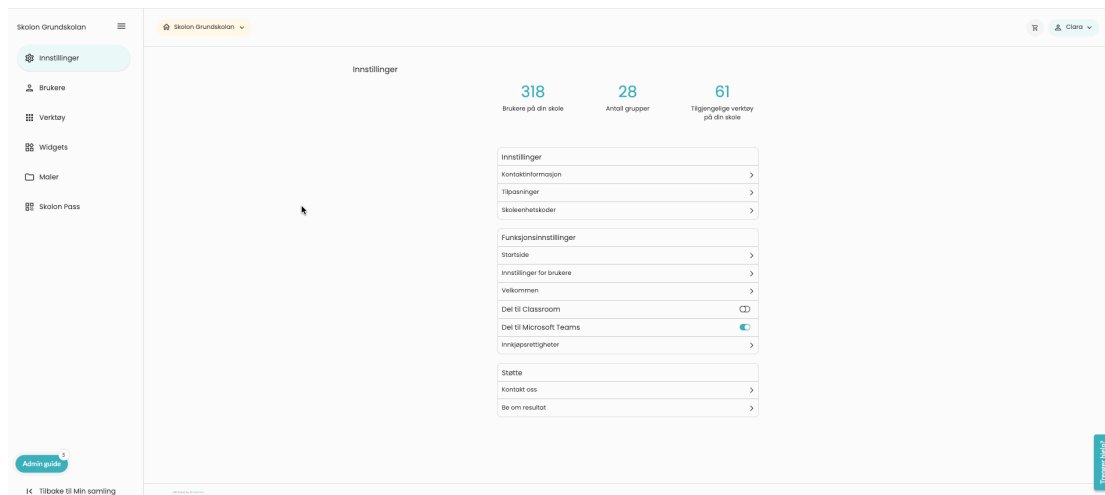 Skolon Grundskolan
Skolon Grundskolan
Clara
Innstillinger
Brukere
Verktøy
Widgets
Maler
Skolon Pass
Innstillinger
318
28
61
Brukere på din skole
Antall grupper
Tilgjengelige verktøy
på din skole
Innstillinger
Kontaktinformasjon
Tilpasninger
Skoleenhetskoder
Funksjonsinnstillinger
Startside
Innstillinger for brukere
Velkommen
Del til Classroom
Del til Microsoft Teams
Innkjøpsrettigheter
Støtte
Kontakt oss
Be om resultat
5
Admin guide
Tilbake til Min samling
Trenger hjelp?